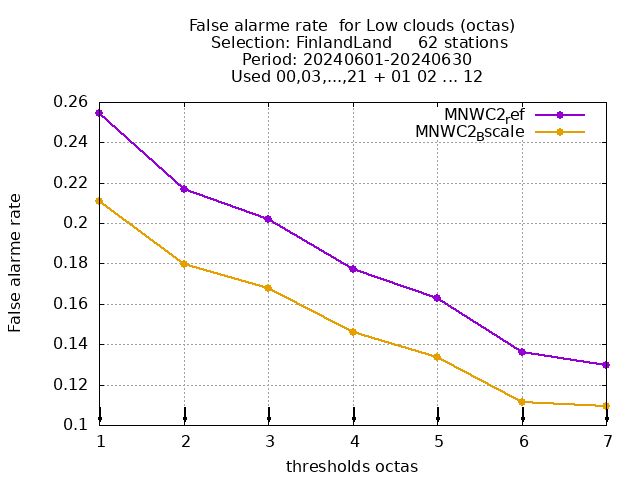 False alarme rate  for Low clouds (octas)
Selection: FinlandLand     62 stations
Period: 20240601-20240630
Used 00,03,...,21 + 01 02 ... 12
MNWC2_ref
MNWC2_Bscale
0.26
0.24
0.22
0.2
0.18
0.16
0.14
0.12
0.1
False alarme rate
1 2 3 4 5 6 7
thresholds octas